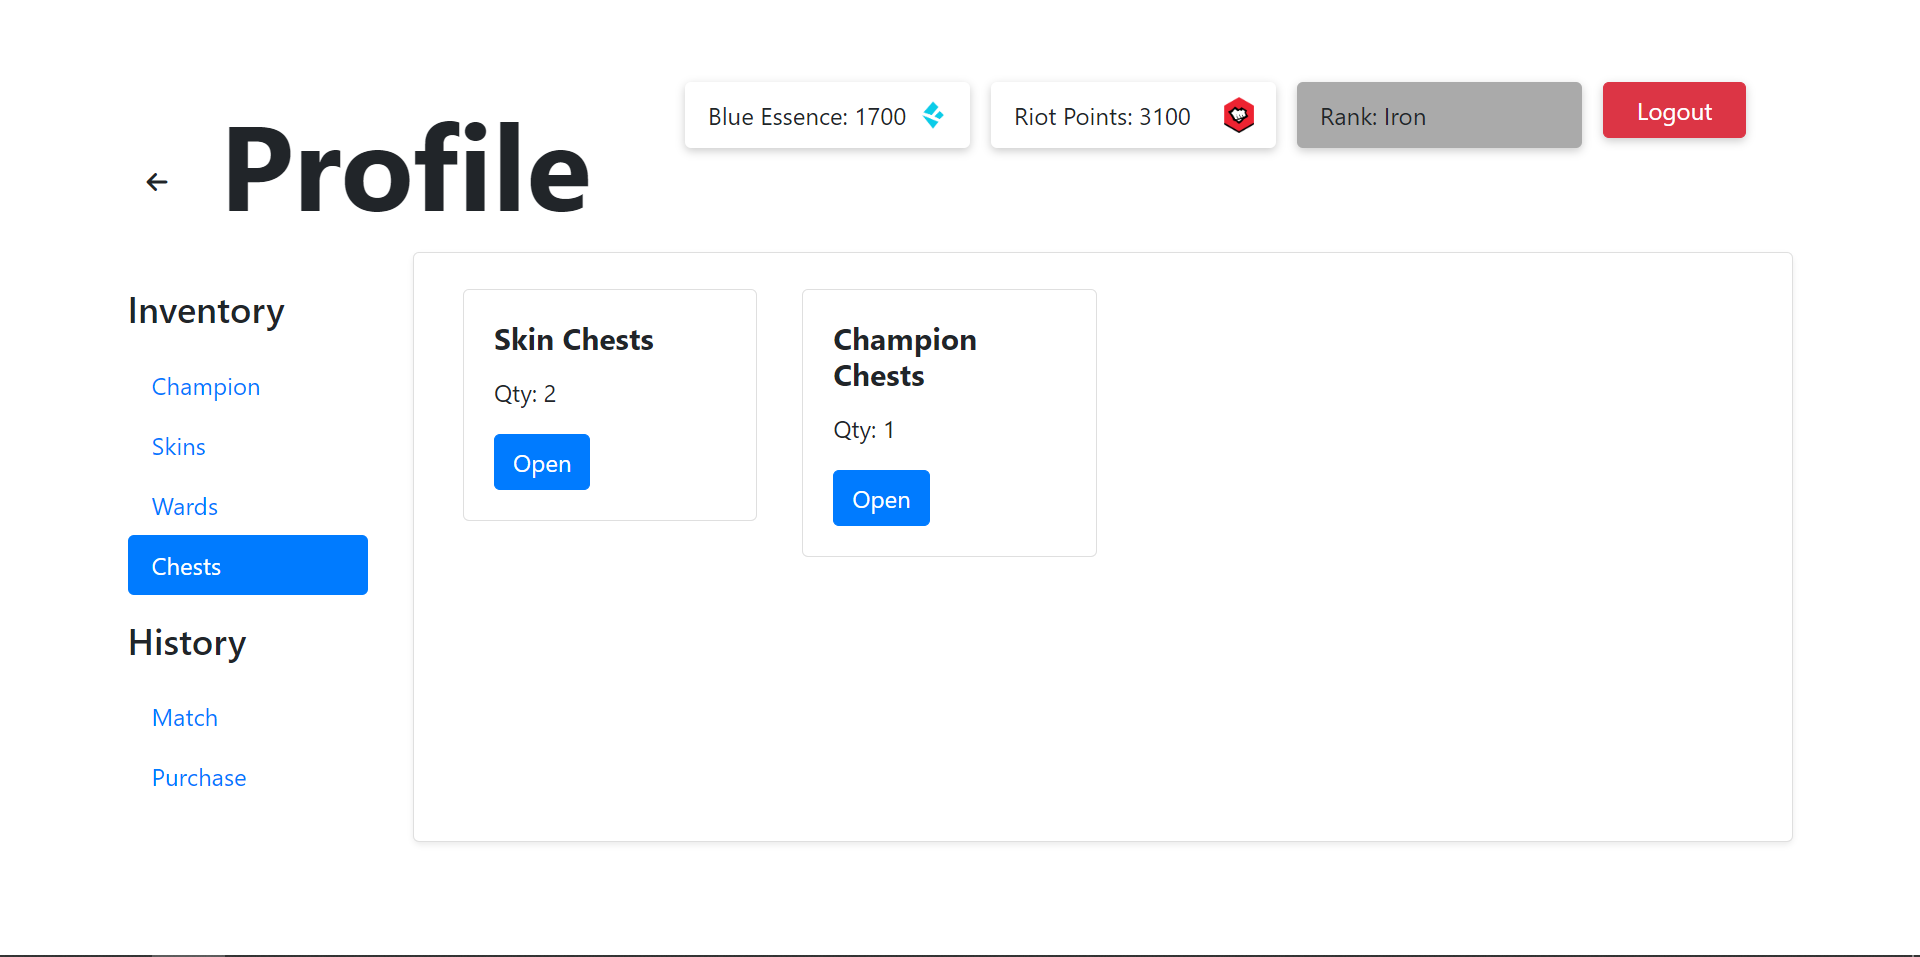 Profile
Blue Essence: 1700
Riot Points: 3100
Rank: Iron
Logout
Inventory
Champion
Skins
Wards
Chests
History
Match
Purchase
Skin Chests
Qty: 2
Open
Champion
Chests
Qty: 1
Open